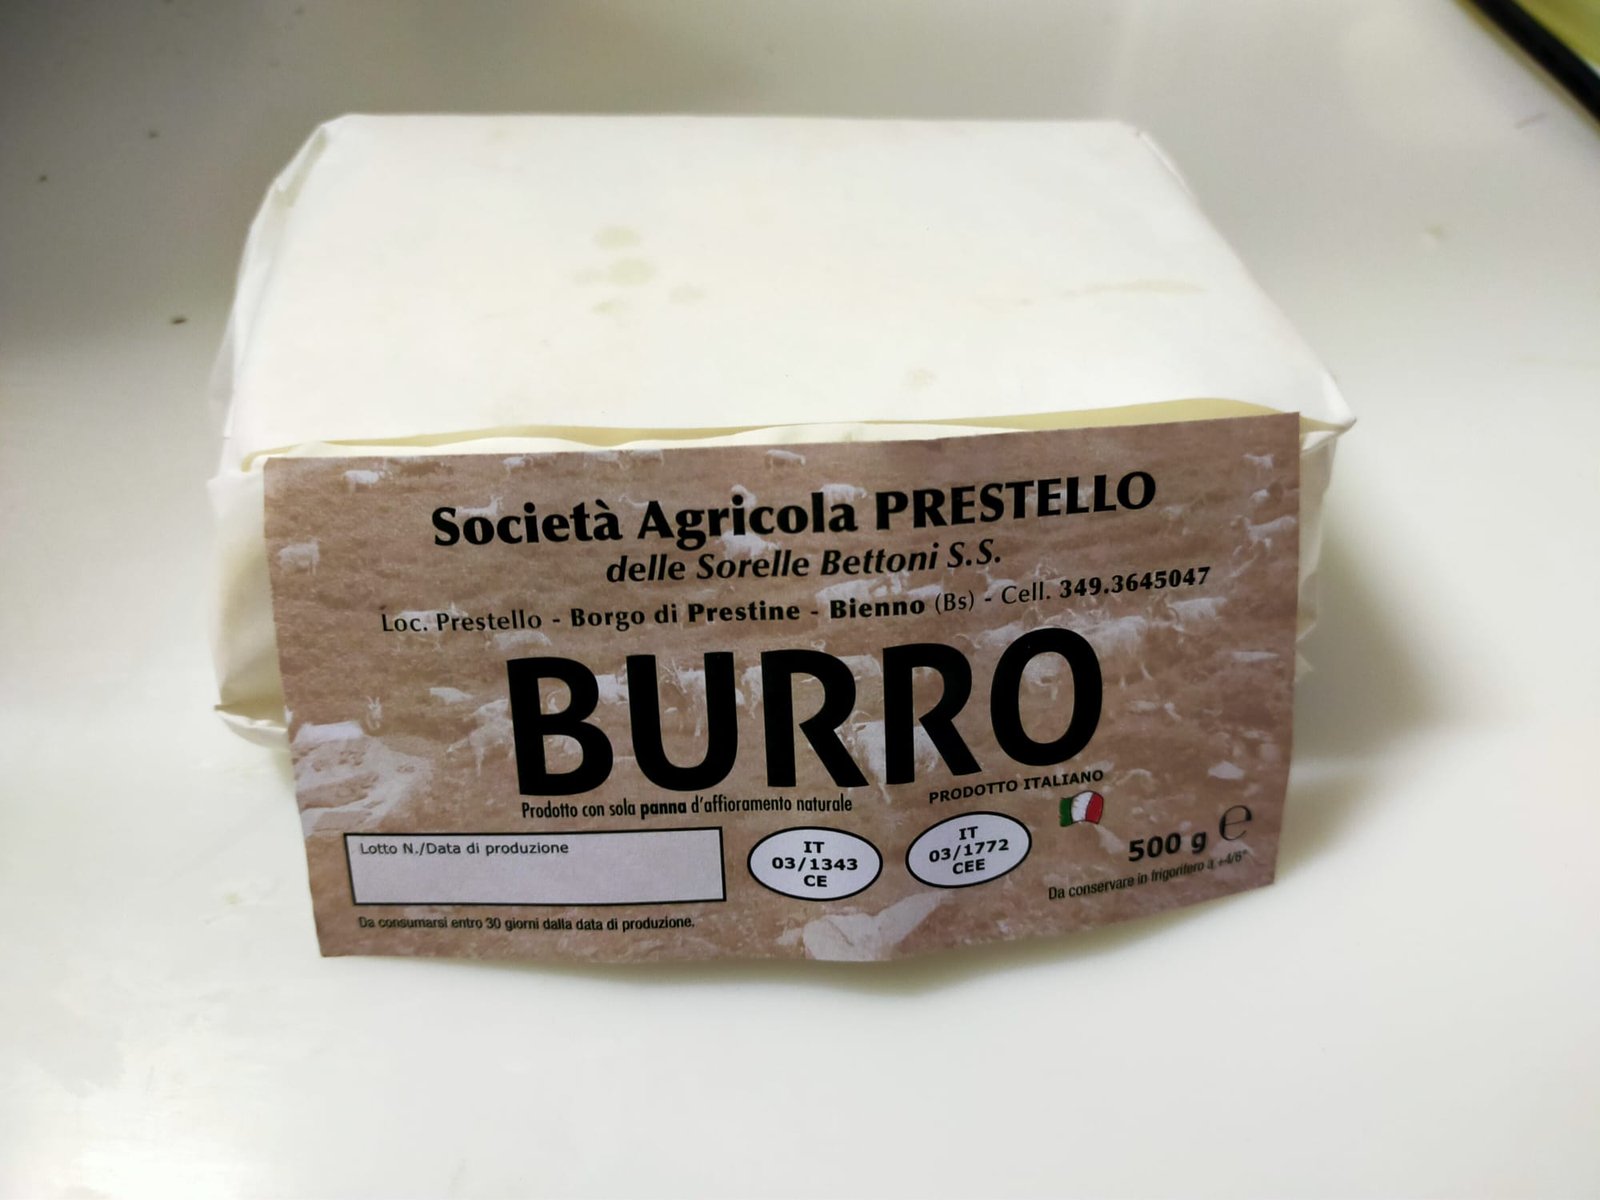 Società Agricola PRESTELLO
delle Sorelle Bettoni S.S.
Loc. Prestello - Borgo di Prestine - Bienno (Bs) - Cell. 349.3645047
BURRO
Prodotto con sola panna d'affioramento naturale
PRODOTTO ITALIANO
Lotto N./Data di produzione
IT
03/1343
CE
IT
03/1772
CEE
500 g ℮
Da conservare in frigorifero a +4/6°
Da consumarsi entro 30 giorni dalla data di produzione.